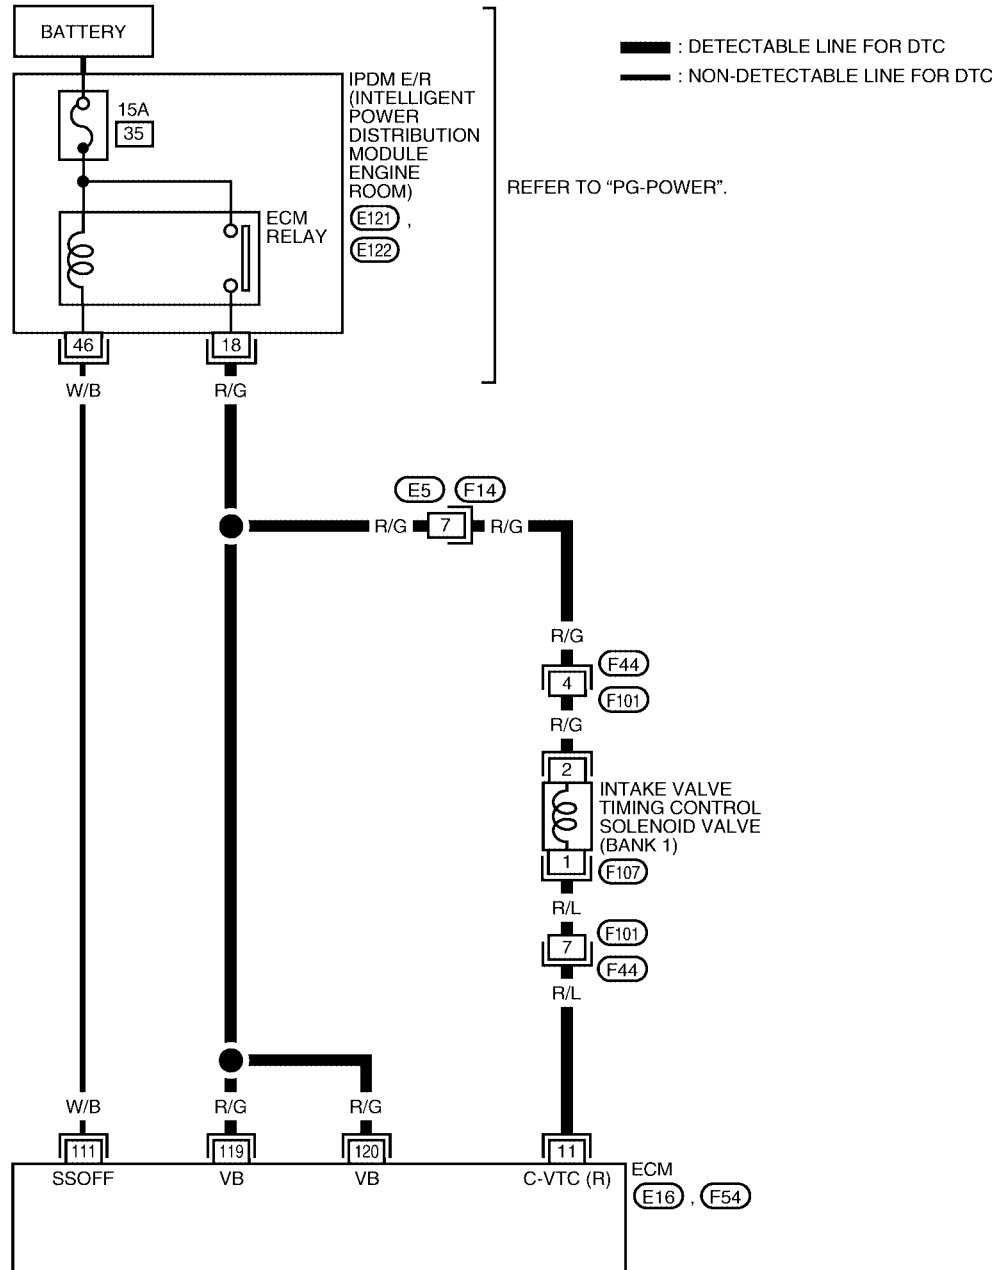 BATTERY
: DETECTABLE LINE FOR DTC
: NON-DETECTABLE LINE FOR DTC
IPDM E/R
(INTELLIGENT
POWER
DISTRIBUTION
MODULE
ENGINE
ROOM)
E121 ,
E122
15A
35
REFER TO “PG-POWER”.
ECM
RELAY
46
18
W/B
R/G
E5
F14
R/G
7
R/G
R/G
4
F44
F101
R/G
2
INTAKE VALVE
TIMING CONTROL
SOLENOID VALVE
(BANK 1)
1
F107
R/L
7
F101
F44
R/L
W/B
R/G
R/G
111
119
120
11
SSOFF
VB
VB
C-VTC (R)
ECM
E16 , F54